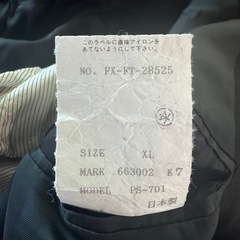 このラベルに直接アイロンを
あてないようにして下さい。
NO. FX-FT-28525
SIZE XL
MARK 663002 K7
MODEL PS-701
日本製